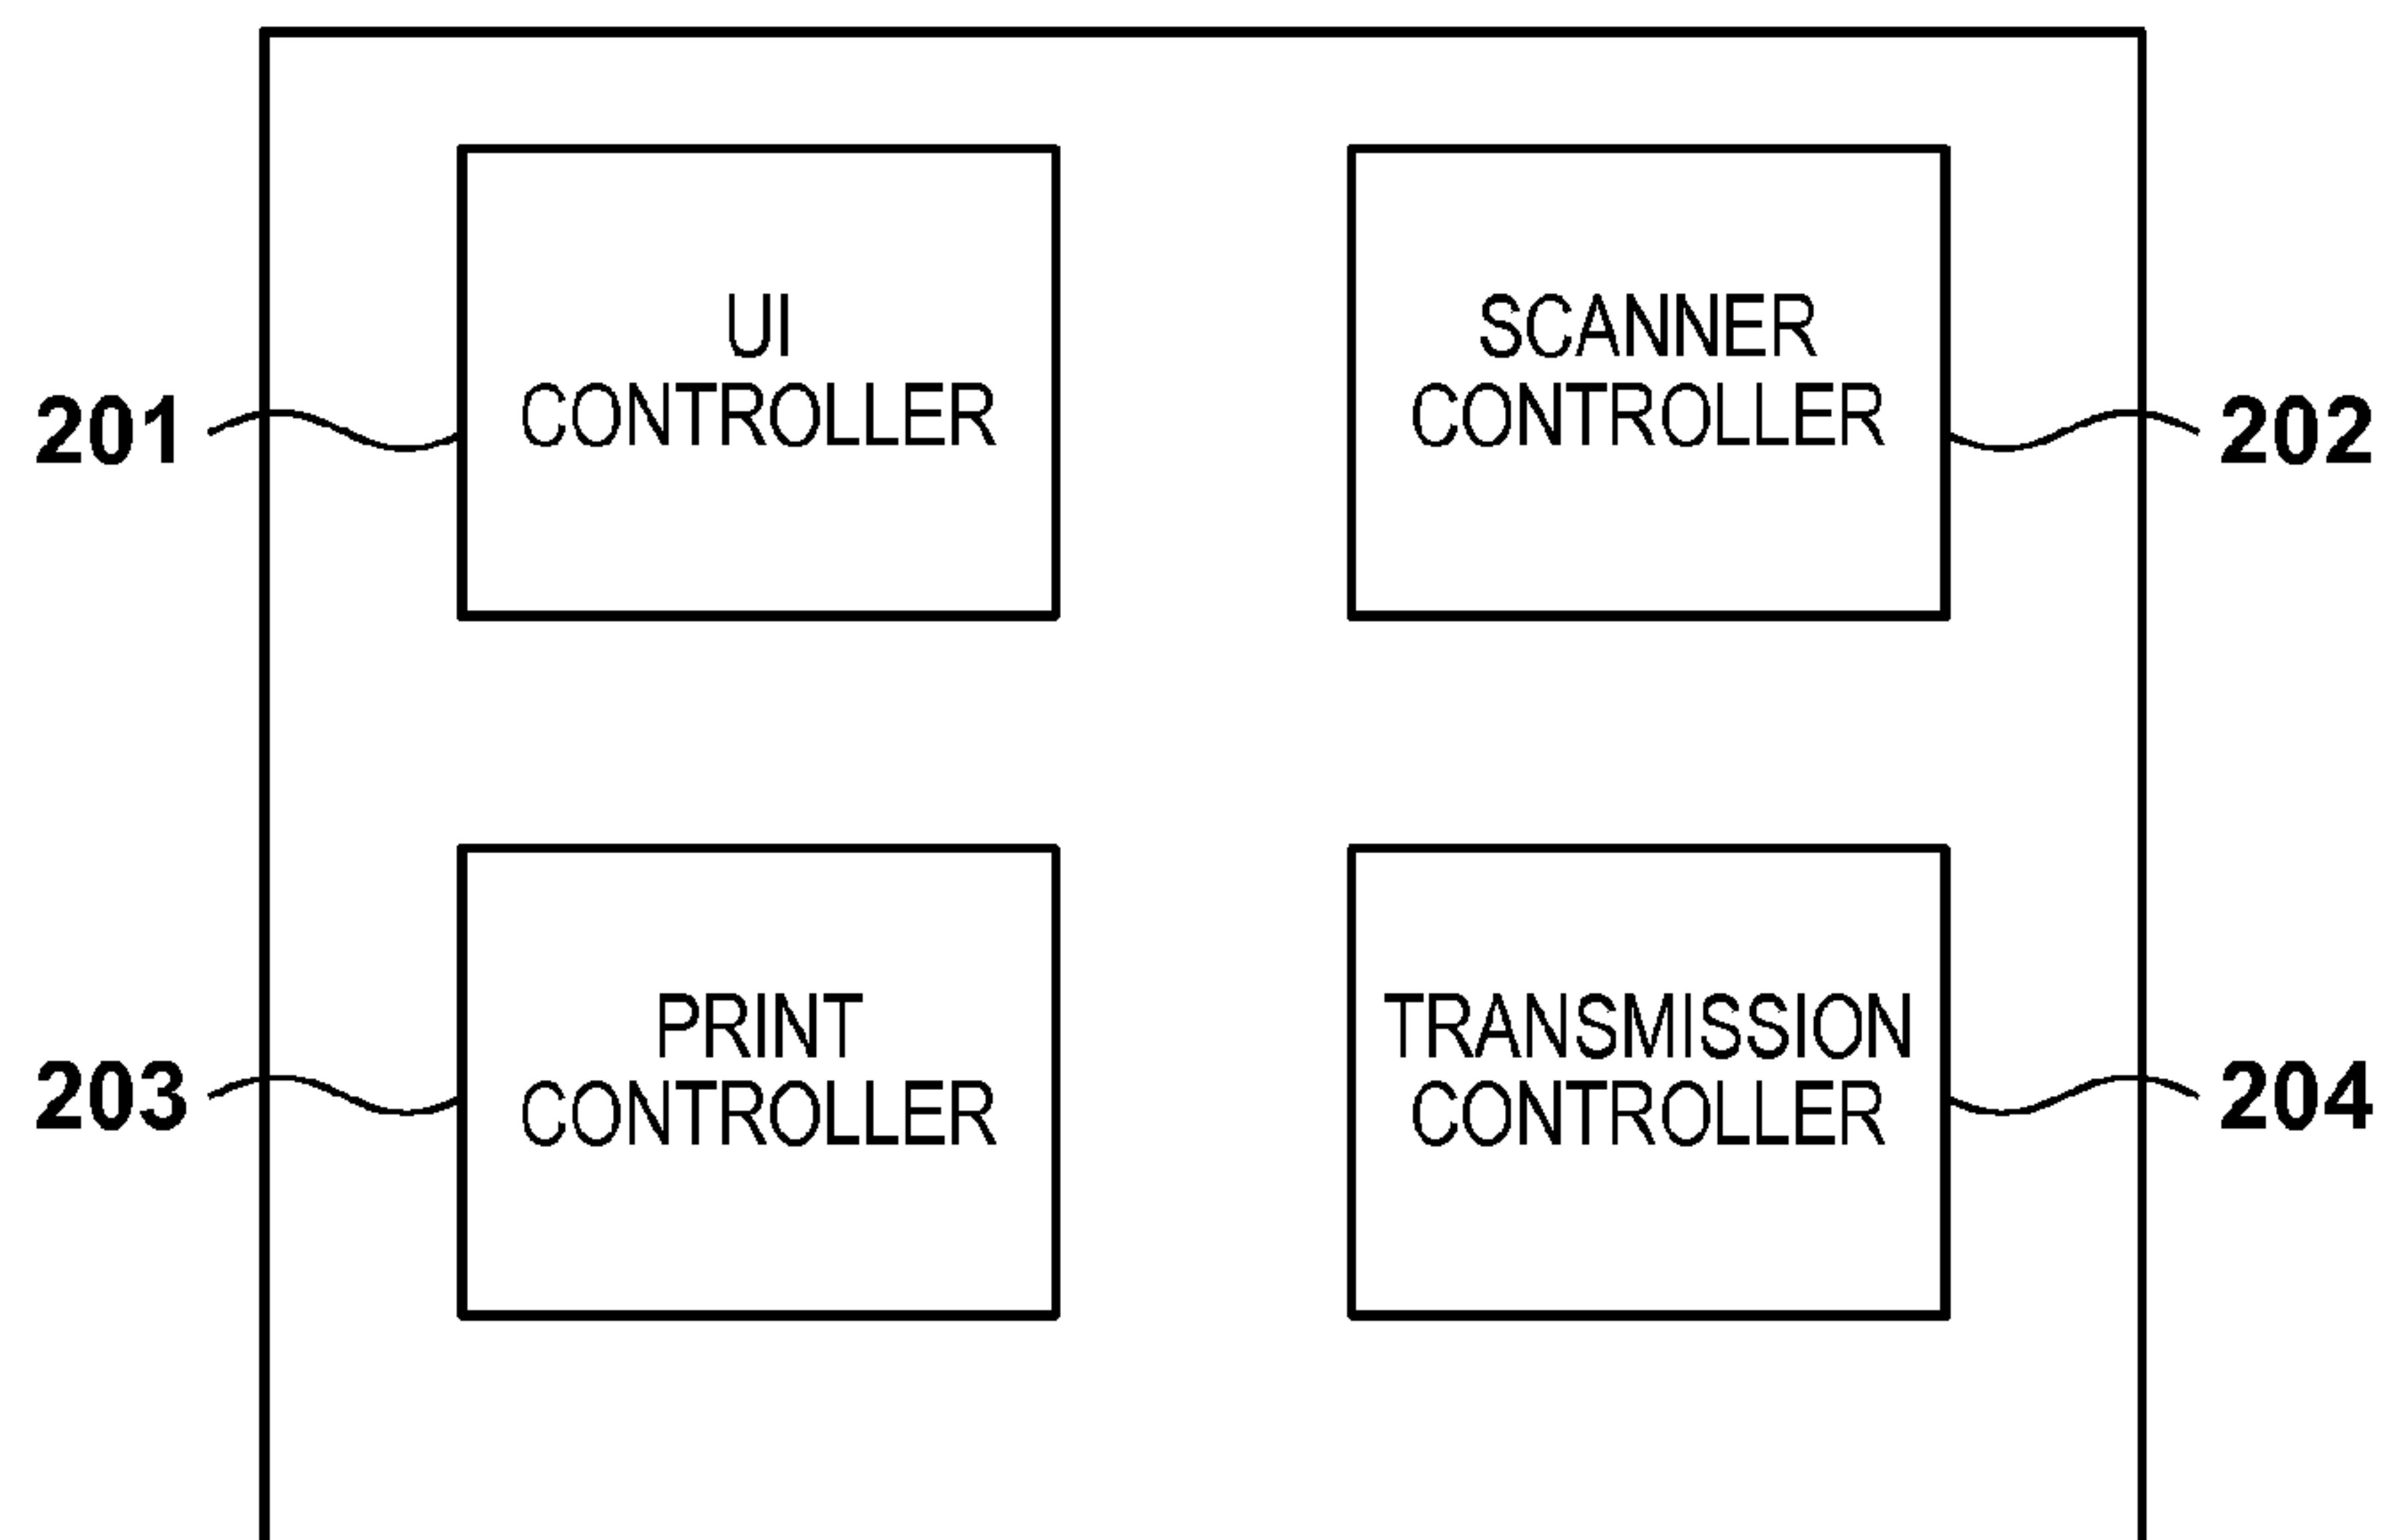 UI
CONTROLLER
SCANNER
CONTROLLER
201
202
PRINT
CONTROLLER
TRANSMISSION
CONTROLLER
203
204